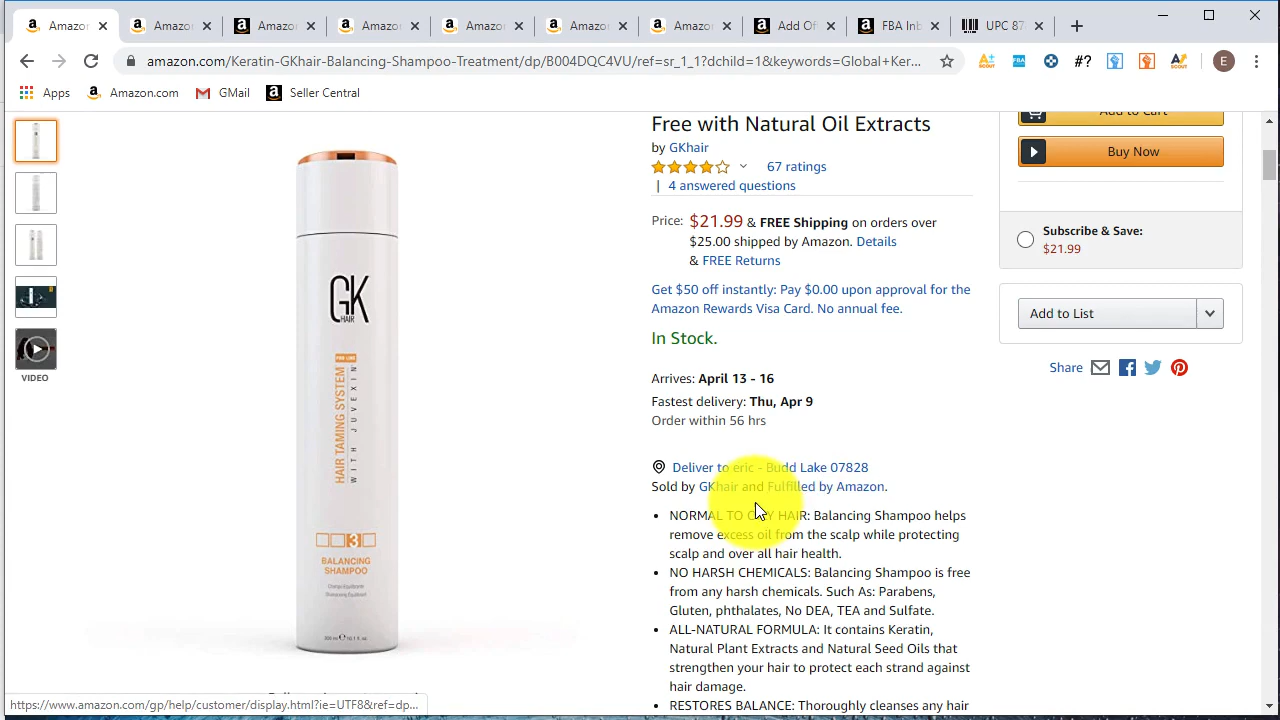 Amazon
Amazon
Amazon
Amazon
Amazon
Amazon
Amazon
Add Of
FBA Inb
UPC 87
amazon.com/Keratin-GKhair-Balancing-Shampoo-Treatment/dp/B004DQC4VU/ref=sr_1_1?dchild=1&keywords=Global+Ker...
#?
E
Apps
Amazon.com
GMail
Seller Central
Free with Natural Oil Extracts
by GKhair
67 ratings
| 4 answered questions
Price: $21.99 & FREE Shipping on orders over
$25.00 shipped by Amazon. Details
& FREE Returns
Get $50 off instantly: Pay $0.00 upon approval for the
Amazon Rewards Visa Card. No annual fee.
In Stock.
Arrives: April 13 - 16
Fastest delivery: Thu, Apr 9
Order within 56 hrs
Deliver to eric - Budd Lake 07828
Sold by GKhair and Fulfilled by Amazon.
NORMAL TO OILY HAIR: Balancing Shampoo helps
remove excess oil from the scalp while protecting
scalp and over all hair health.
NO HARSH CHEMICALS: Balancing Shampoo is free
from any harsh chemicals. Such As: Parabens,
Gluten, phthalates, No DEA, TEA and Sulfate.
ALL-NATURAL FORMULA: It contains Keratin,
Natural Plant Extracts and Natural Seed Oils that
strengthen your hair to protect each strand against
hair damage.
RESTORES BALANCE: Thoroughly cleanses any hair
Add to Cart
Buy Now
Subscribe & Save:
$21.99
Add to List
Share
VIDEO
GK
HAIR
PRO LINE
HAIR TAMING SYSTEM
WITH JUVEXIN
3
BALANCING
SHAMPOO
https://www.amazon.com/gp/help/customer/display.html?ie=UTF8&ref=dp...